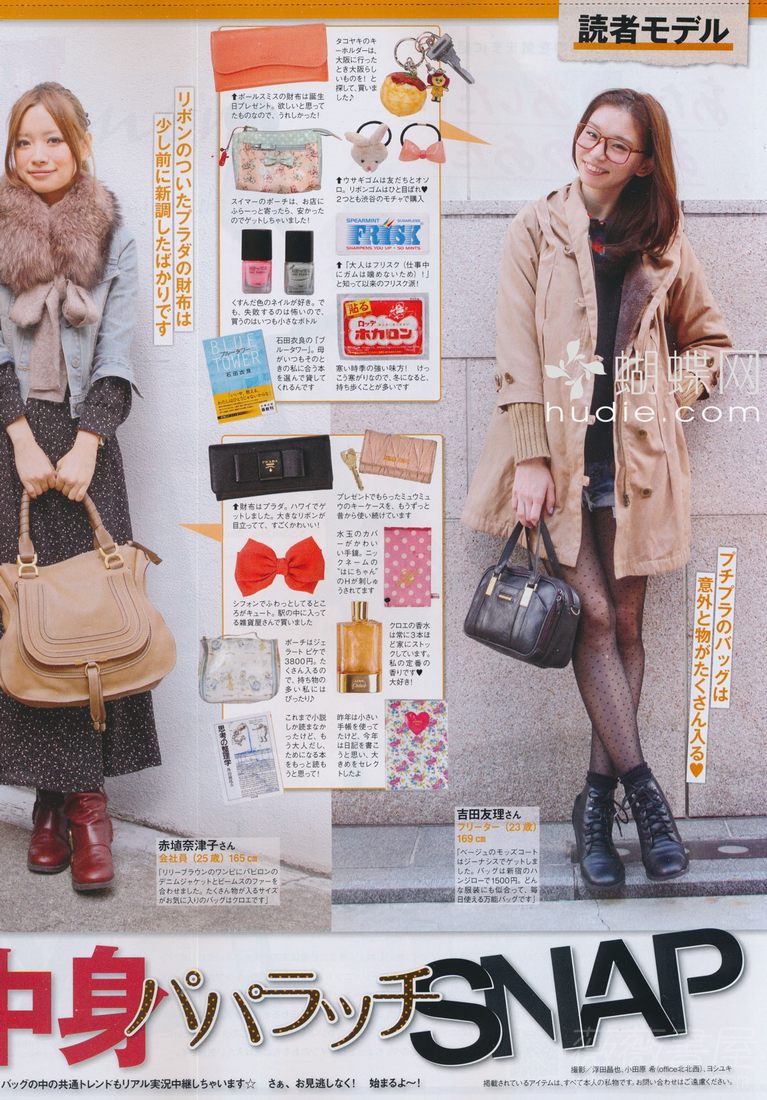 読者モデル
リボンのついたプラダの財布は
少し前に新調したばかりです
⬆ポールスミスの財布は誕生
日プレゼント。欲しいと思って
たものなので、うれしかった！
タコヤキのキ
ーホルダーは、
大阪に行った
とき大阪らし
いものを！と
探して、買いま
した♪
スイマーのポーチは、お店に
ふらーっと寄ったら、安かった
のでゲットしちゃいました！
⬆ウサギゴムは友だちとオソ
ロ。リボンゴムはひと目ぼれ♥
2つとも渋谷のモチャで購入
くすんだ色のネイルが好き。で
も、失敗するのは怖いので、
買うのはいつも小さなボトル
SPEARMINT SUGARLESS
FRISK
SHARPENS YOU UP・50 MINTS
⬆「大人はフリスク（仕事中
にガムは噛めないため）！」
と知って以来のフリスク派！
BLUE
TOWER
ブルータワー
石田衣良
石田衣良の『ブ
ルータワー』。母
がいつもそのと
きの私に合う本
を選んで貸して
くれるんです
貼る
ロッテ
ホカロン
寒い時季の強い味方！ けっ
こう寒がりなので、冬になると、
持ち歩くことが多いです
PRADA
⬆財布はプラダ。ハワイでゲ
ットしました。大きなリボンが
目立ってて、すごくかわいい！
プレゼントでもらったミュウミュ
ウのキーケースを、もうずっと
昔から使い続けています
水玉のカバ
ーがかわい
い手鏡。ニッ
クネームの
“はにちゃん”
のHが刺しゅ
うされてます
シフォンでふわっとしてるとこ
ろがキュート。駅の中に入って
る雑貨屋さんで買いました
ポーチはジェ
ラート ピケで
3800円。たく
さん入るの
で、持ち物の
多い私には
ぴったり♪
Chloé
クロエの香水
は常に3本ほ
ど家にストッ
クしています。
私の定番の
香りです♥
大好き！
思考の整理学
これまで小説
しか読まなか
ったけど、も
う大人だし、
ためになる本
をもっと読も
うと思って！
昨年は小さい
手帳を使って
たけど、今年
は日記を書こ
うと思い、大
きめをセレク
トしたよ
蝴蝶网
hudie.com
プチプラのバッグは
意外と物がたくさん入る♥
赤埴奈津子さん
会社員（25歳）165㎝
「リリーブラウンのワンピにパピロンの
デニムジャケットとビームスのファーを
合わせました。たくさん物が入るサイズ
がお気に入りのバッグはクロエです」
吉田友理さん
フリーター（23歳）
169㎝
「ベージュのモッズコート
はジーナシスでゲットしま
した。バッグは新宿のハ
ンジローで1500円。どん
な服装にも似合って、毎
日使える万能バッグです」
中身パパラッチSNAP
バッグの中の共通トレンドもリアル実況中継しちゃいます☆ さぁ、お見逃しなく！ 始まるよ〜！
撮影／浮田晶也、小田原 希（office北北西）、ヨシユキ
掲載されているアイテムは、すべて本人の私物です。お問い合わせはご遠慮ください。